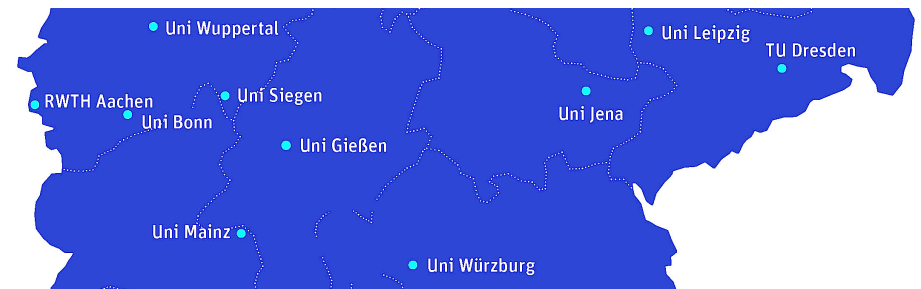 Uni Wuppertal
Uni Leipzig
TU Dresden
Uni Siegen
RWTH Aachen
Uni Jena
Uni Bonn
Uni Gießen
Uni Mainz
Uni Würzburg